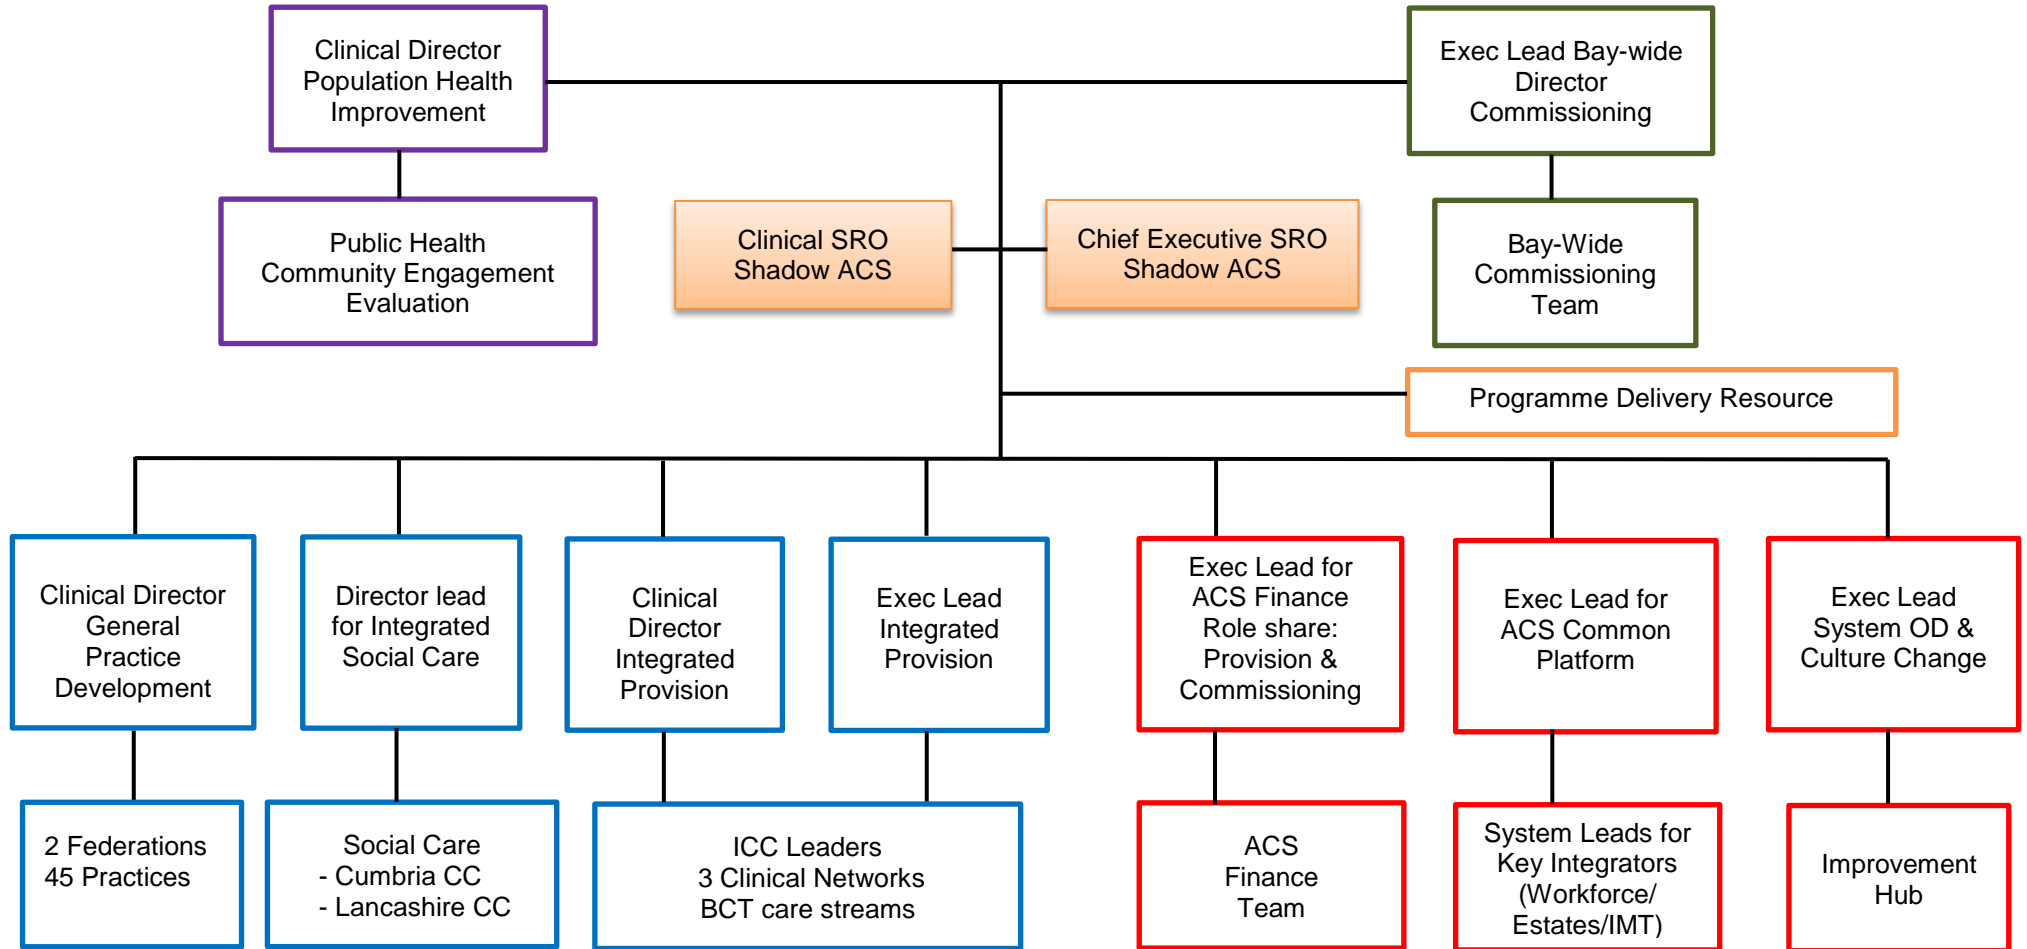 Clinical Director
Population Health
Improvement
Exec Lead Bay-wide
Director
Commissioning
Public Health
Community Engagement
Evaluation
Clinical SRO
Shadow ACS
Chief Executive SRO
Shadow ACS
Bay-Wide
Commissioning
Team
Programme Delivery Resource
Clinical Director
General
Practice
Development
Director lead
for Integrated
Social Care
Clinical
Director
Integrated
Provision
Exec Lead
Integrated
Provision
Exec Lead for
ACS Finance
Role share:
Provision &
Commissioning
Exec Lead for
ACS Common
Platform
Exec Lead
System OD &
Culture Change
2 Federations
45 Practices
Social Care
- Cumbria CC
- Lancashire CC
ICC Leaders
3 Clinical Networks
BCT care streams
ACS
Finance
Team
System Leads for
Key Integrators
(Workforce/
Estates/IMT)
Improvement
Hub